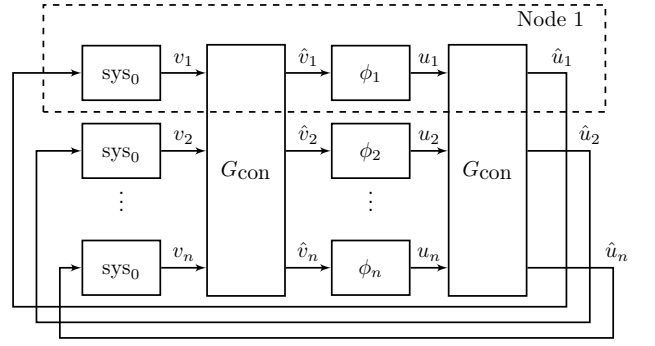 Node 1
sys₀ v₁ v̂₁ ϕ₁ u₁ û₁
sys₀ v₂ v̂₂ ϕ₂ u₂ û₂
G_con G_con
⋮ ⋮
sys₀ vₙ v̂ₙ ϕₙ uₙ ûₙ